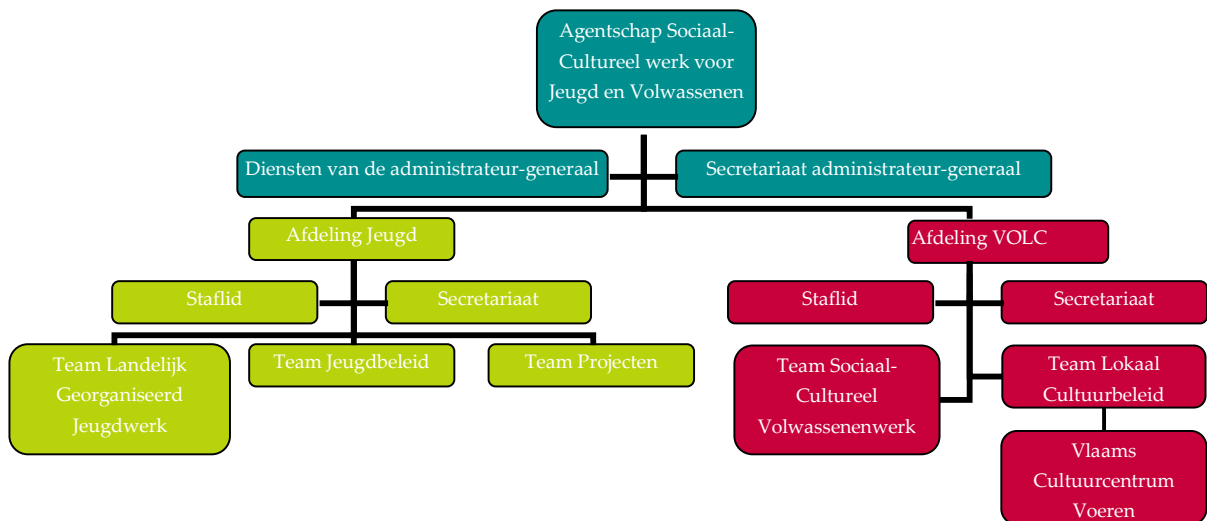 Agentschap Sociaal-
Cultureel werk voor
Jeugd en Volwassenen
Diensten van de administrateur-generaal
Secretariaat administrateur-generaal
Afdeling Jeugd
Afdeling VOLC
Staflid
Secretariaat
Staflid
Secretariaat
Team Landelijk
Georganiseerd
Jeugdwerk
Team Jeugdbeleid
Team Projecten
Team Sociaal-
Cultureel
Volwassenenwerk
Team Lokaal
Cultuurbeleid
Vlaams
Cultuurcentrum
Voeren